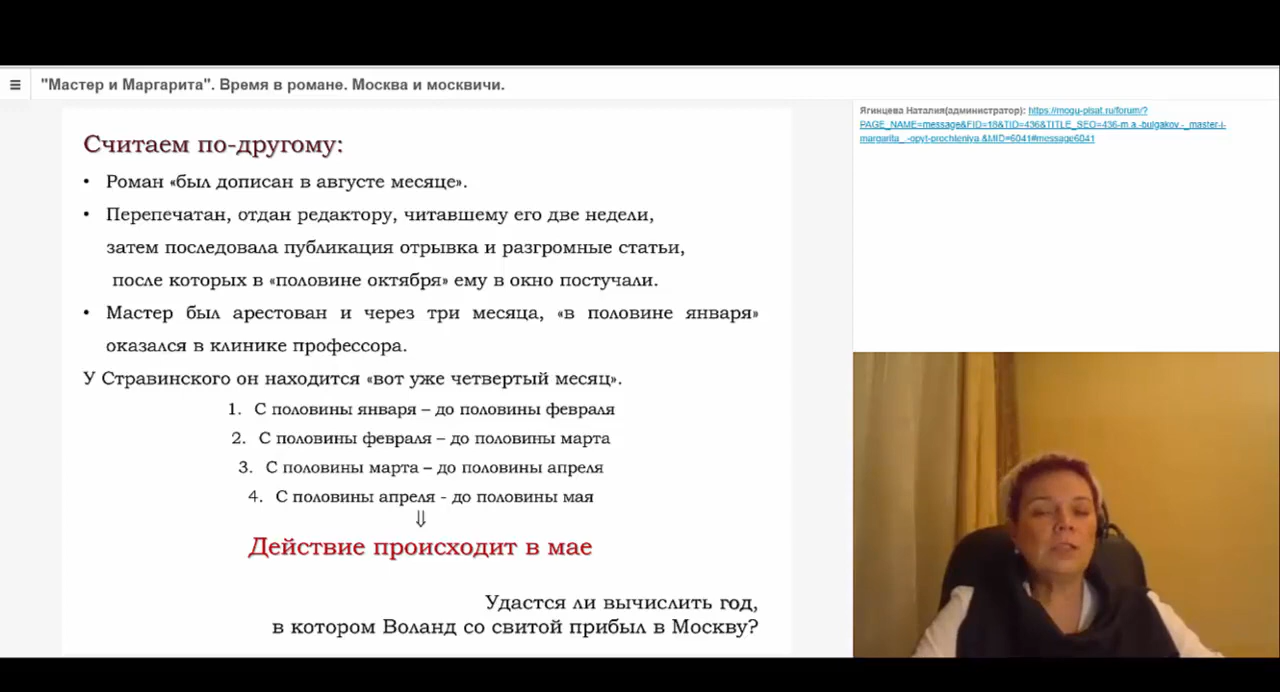 "Мастер и Маргарита". Время в романе. Москва и москвичи.
Считаем по-другому:
• Роман «был дописан в августе месяце».
• Перепечатан, отдан редактору, читавшему его две недели,
затем последовала публикация отрывка и разгромные статьи,
после которых в «половине октября» ему в окно постучали.
• Мастер был арестован и через три месяца, «в половине января»
оказался в клинике профессора.
У Стравинского он находится «вот уже четвертый месяц».
1. С половины января – до половины февраля
2. С половины февраля – до половины марта
3. С половины марта – до половины апреля
4. С половины апреля - до половины мая
⇓
Действие происходит в мае
Удастся ли вычислить год,
в котором Воланд со свитой прибыл в Москву?
Ягинцева Наталия(администратор): https://mogu-pisat.ru/forum/?
PAGE_NAME=message&FID=18&TID=436&TITLE_SEO=436-m.a.-bulgakov.-_master-i-
margarita_.-opyt-prochteniya.&MID=6041#message6041